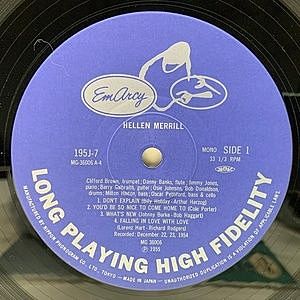 EmArcy
HELLEN MERRILL
195J-7
MG-36006 A-1
MONO SIDE 1
33 1/3 RPM
Clifford Brown, trumpet; Danny Banks, flute; Jimmy Jones,
piano; Barry Galbraith, guiter; Osie Johnsns, Bob Donaldson,
drums; Milton Hinton, bass; Oscar Pettiford, bass & cello
1. DON'T EXPLAIN (Billy Holiday-Arthur Herzog)
2. YOU'D BE SO NICE TO COME HOME TO (Cole Porter)
3. WHAT'S NEW (Johnny Burke-Bob Haggart)
4. FALLING IN LOVE WITH LOVE
(Lorenz Hart-Richard Rodgers)
Recorded: December 22, 23, 1954
MG 36006
LONG PLAYING HIGH FIDELITY
MANUFACTURED BY NIPPON PHONOGRAM CO., LTD., TOKYO - MADE IN JAPAN - UNAUTHORIZED DUPLICATION IS A VIOLATION OF APPLICABLE LAWS